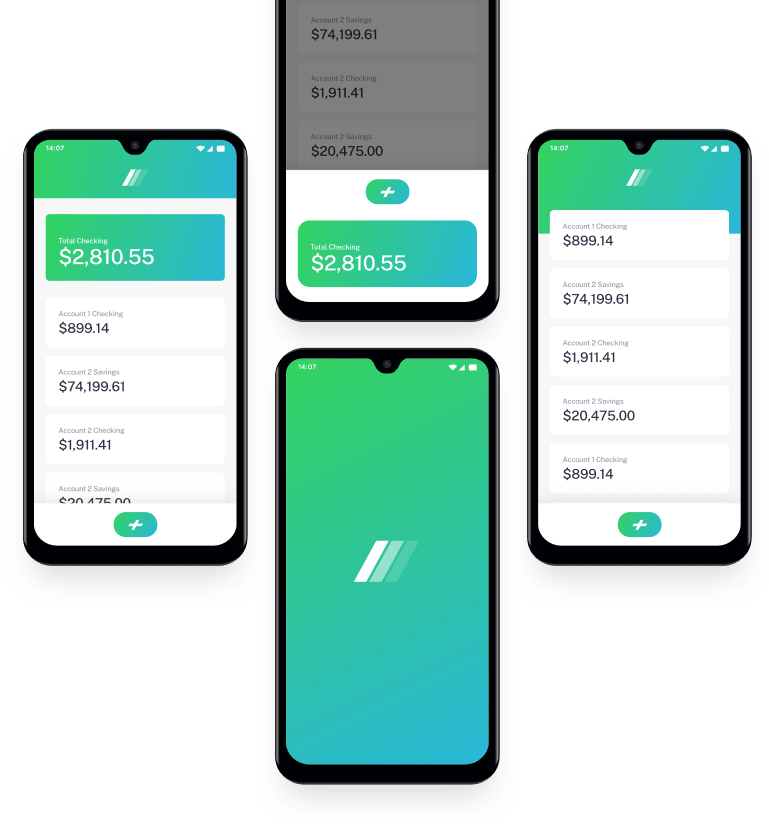 14:07
Total Checking
$2,810.55
Account 1 Checking
$899.14
Account 2 Savings
$74,199.61
Account 2 Checking
$1,911.41
Account 2 Savings
$20,475.00
Account 2 Savings
$74,199.61
Account 2 Checking
$1,911.41
Account 2 Savings
$20,475.00
Total Checking
$2,810.55
14:07
14:07
Account 1 Checking
$899.14
Account 2 Savings
$74,199.61
Account 2 Checking
$1,911.41
Account 2 Savings
$20,475.00
Account 1 Checking
$899.14